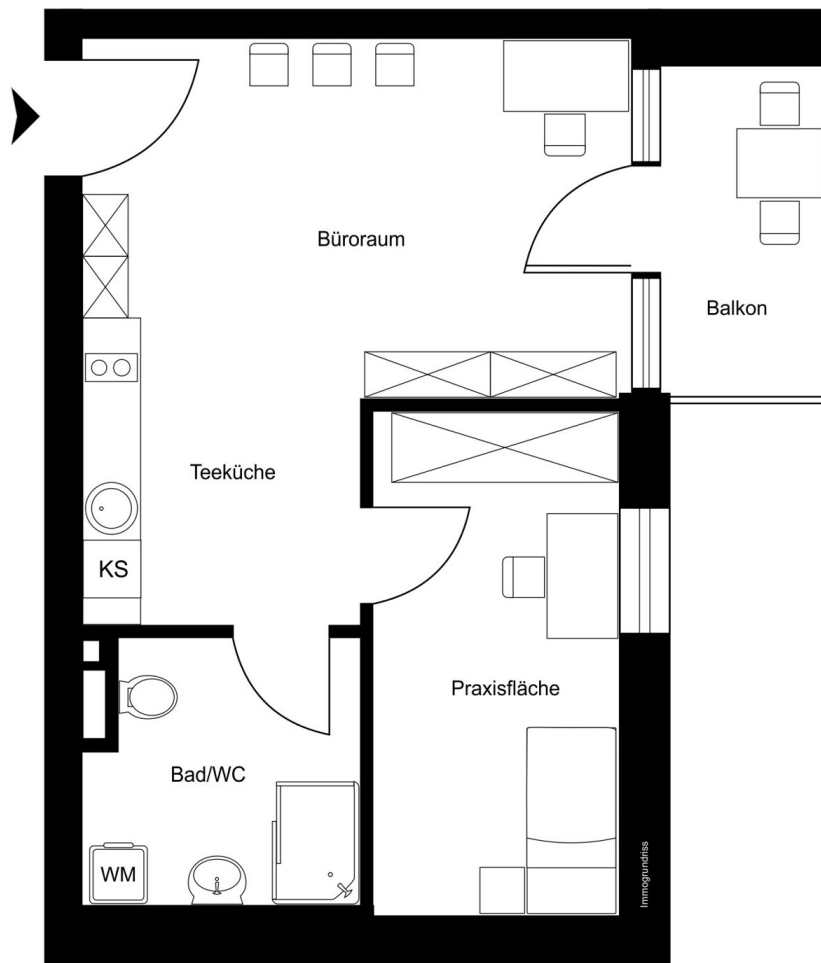 Büroraum
Balkon
Teeküche
KS
Praxisfläche
Bad/WC
WM
Immogrundriss